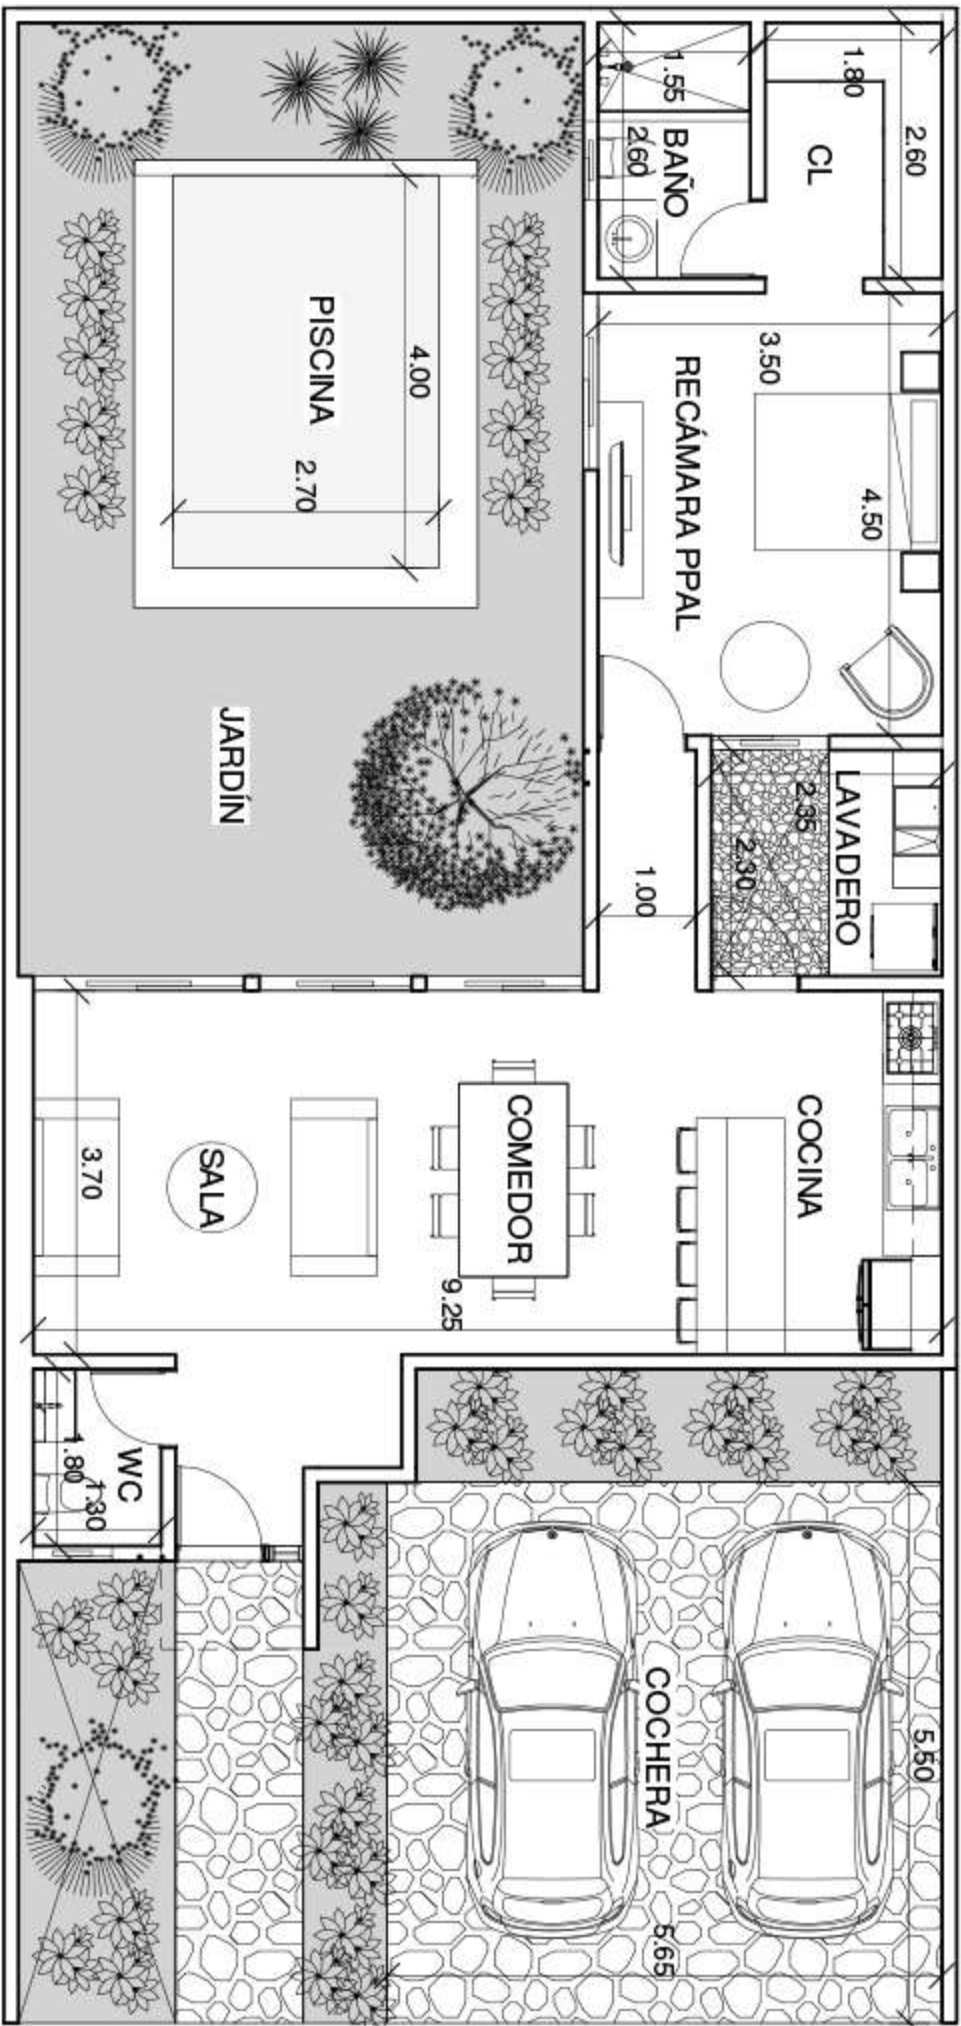 1.80
2.60
1.55
CL
BAÑO
2.60
3.50
RECÁMARA PPAL
4.50
PISCINA
4.00
2.70
JARDÍN
LAVADERO
2.35
2.30
1.00
COCINA
COMEDOR
SALA
3.70
9.25
WC
1.80
1.30
COCHERA
5.50
5.65